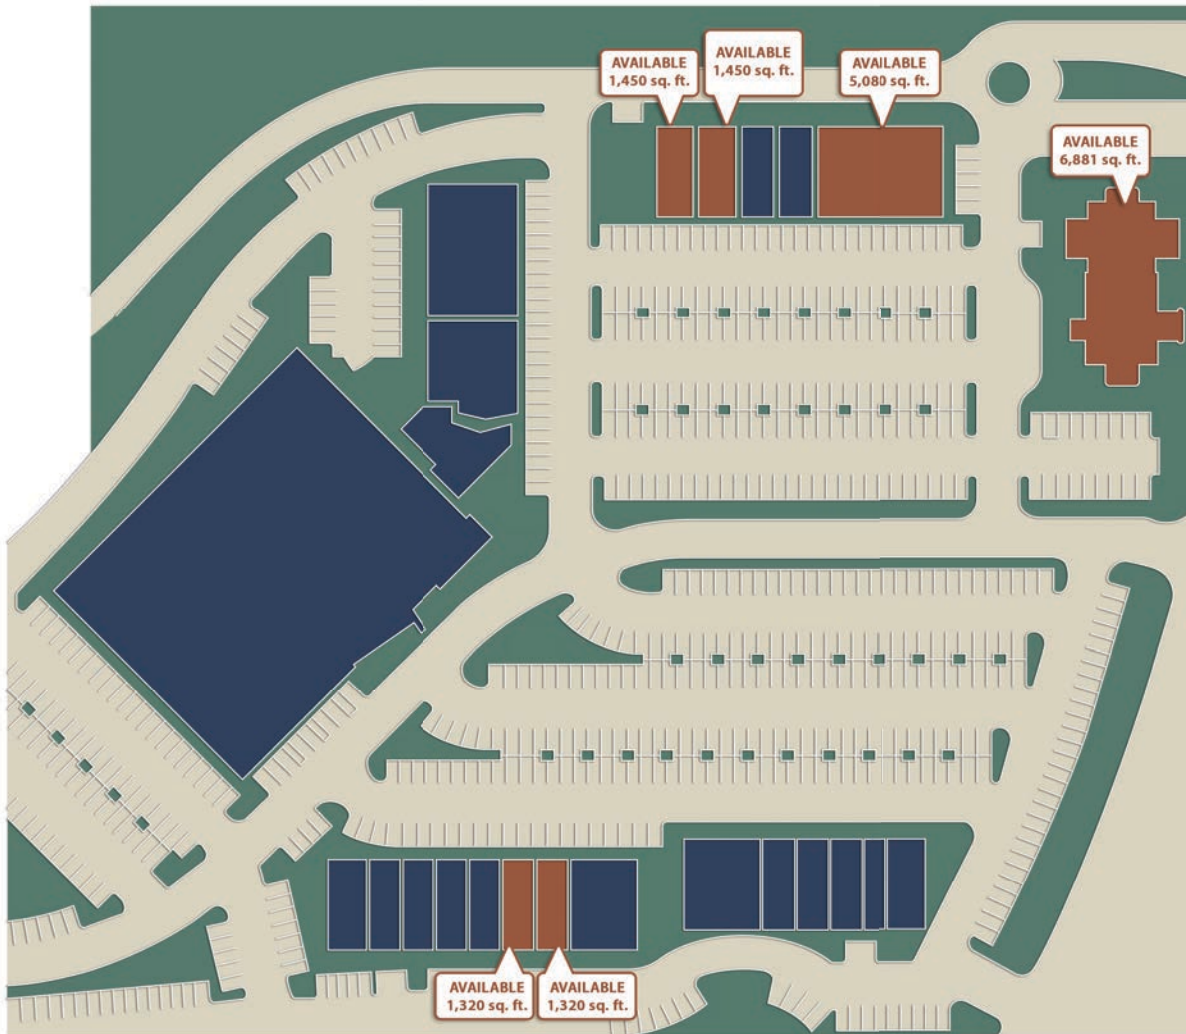 AVAILABLE
1,450 sq. ft.
AVAILABLE
1,450 sq. ft.
AVAILABLE
5,080 sq. ft.
AVAILABLE
6,881 sq. ft.
AVAILABLE
1,320 sq. ft.
AVAILABLE
1,320 sq. ft.